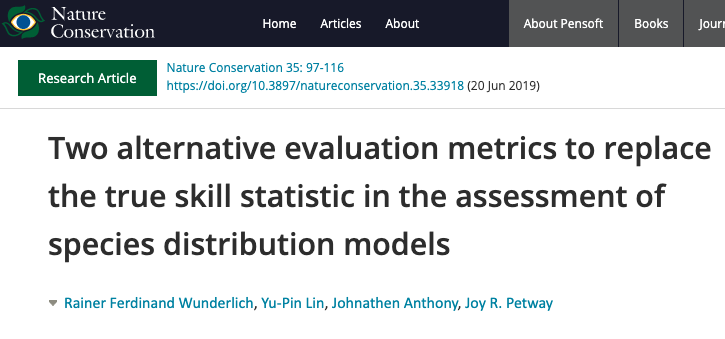 Nature
Conservation
Home Articles About About Pensoft Books Jour
Research Article
Nature Conservation 35: 97-116
https://doi.org/10.3897/natureconservation.35.33918 (20 Jun 2019)
Two alternative evaluation metrics to replace
the true skill statistic in the assessment of
species distribution models
Rainer Ferdinand Wunderlich, Yu-Pin Lin, Johnathen Anthony, Joy R. Petway